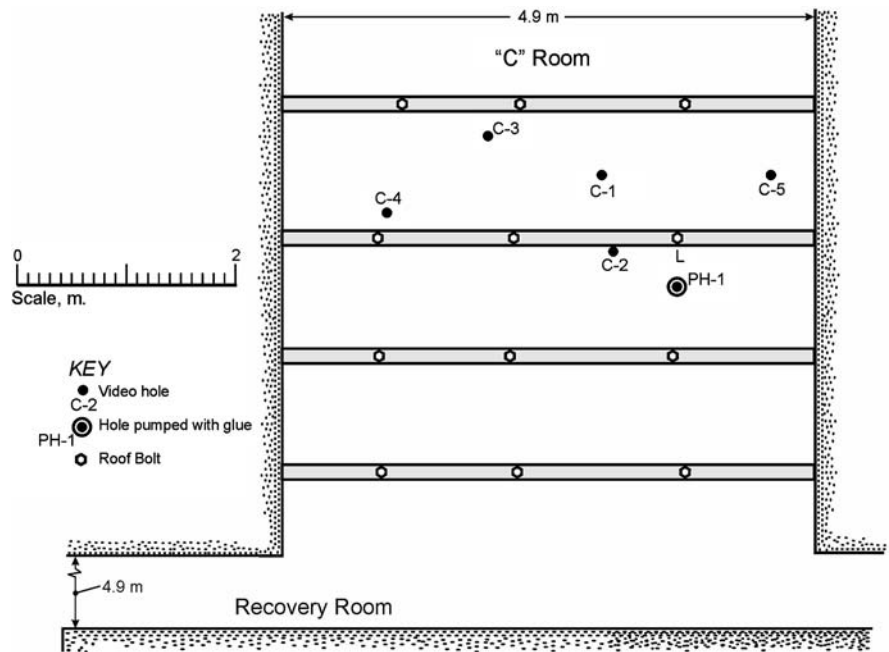 4.9 m
“C” Room
C-3
C-1
C-5
C-4
C-2
L
PH-1
0 2
Scale, m.
KEY
Video hole
C-2
Hole pumped with glue
PH-1
Roof Bolt
4.9 m
Recovery Room